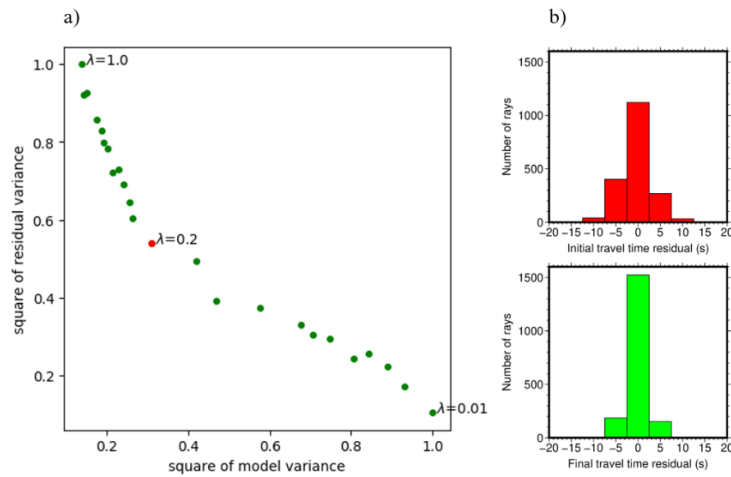 a)
b)
λ=1.0
λ=0.2
λ=0.01
1.0
0.8
0.6
0.4
0.2
0.2 0.4 0.6 0.8 1.0
square of residual variance
square of model variance
1500
1000
500
0
-20 -15 -10 -5 0 5 10 15 20
Number of rays
Initial travel time residual (s)
1500
1000
500
0
-20 -15 -10 -5 0 5 10 15 20
Number of rays
Final travel time residual (s)